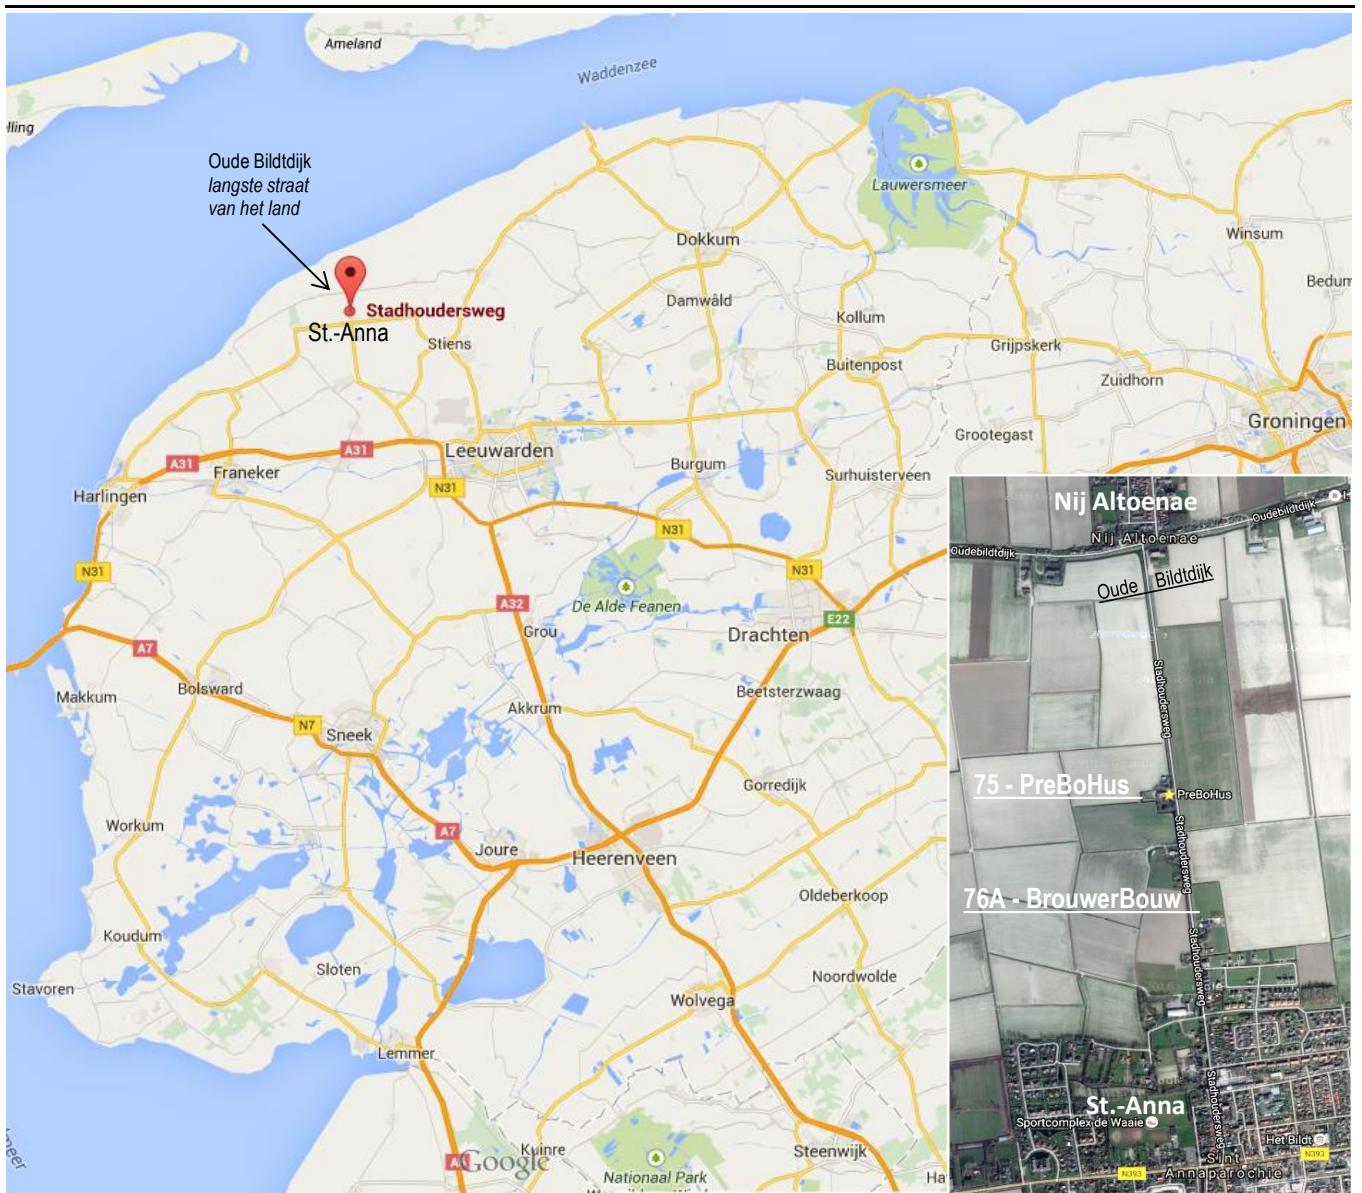 Ameland
Waddenzee
lling
Oude Bildtdijk
langste straat
van het land
Lauwersmeer
Dokkum
Winsum
Bedum
Damwâld
Stadhoudersweg
St.-Anna
Stiens
Kollum
Grijpskerk
Buitenpost
Zuidhorn
Groningen
Grootegast
A31
Leeuwarden
A31
Franeker
Burgum
Surhuisterveen
Harlingen
N31
N31
N31
N31
De Alde Feanen
A32
E22
Grou
Drachten
A7
Bolsward
Makkum
Beetsterzwaag
Akkrum
N7
Sneek
Gorredijk
Workum
A7
Joure
Heerenveen
Oldeberkoop
Koudum
Sloten
Noordwolde
Stavoren
Wolvega
Lemmer
Kuinre
Steenwijk
A6
Google
Nationaal Park
Ha
meer
Nij Altoenae
Oudebildtdijk
Nij Altoenae
Oudebildtdijk
Oude Bildtdijk
Stadhoudersweg
75 - PreBoHus
PreBoHus
Stadhoudersweg
76A - BrouwerBouw
Stadhoudersweg
St.-Anna
Sportcomplex de Waaie
Stadhoudersweg
Het Bildt
N393
Sint
Annaparochie
N393